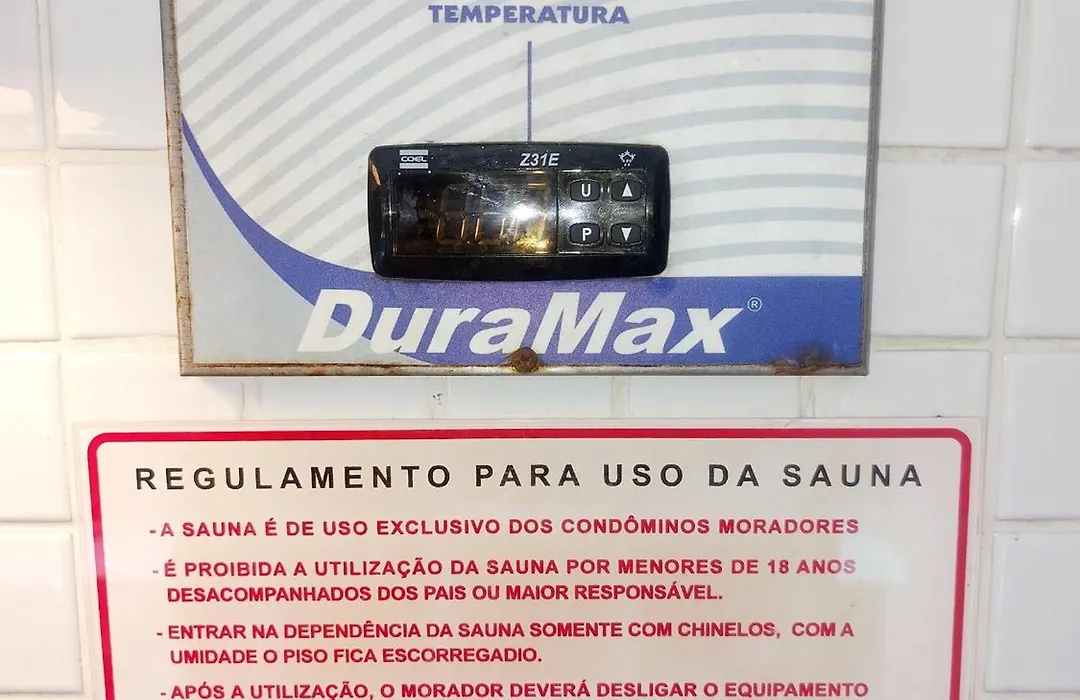 TEMPERATURA
COEL
Z31E
U
P
DuraMax®
REGULAMENTO PARA USO DA SAUNA
- A SAUNA É DE USO EXCLUSIVO DOS CONDÔMINOS MORADORES
- É PROIBIDA A UTILIZAÇÃO DA SAUNA POR MENORES DE 18 ANOS
DESACOMPANHADOS DOS PAIS OU MAIOR RESPONSÁVEL.
- ENTRAR NA DEPENDÊNCIA DA SAUNA SOMENTE COM CHINELOS, COM A
UMIDADE O PISO FICA ESCORREGADIO.
- APÓS A UTILIZAÇÃO, O MORADOR DEVERÁ DESLIGAR O EQUIPAMENTO